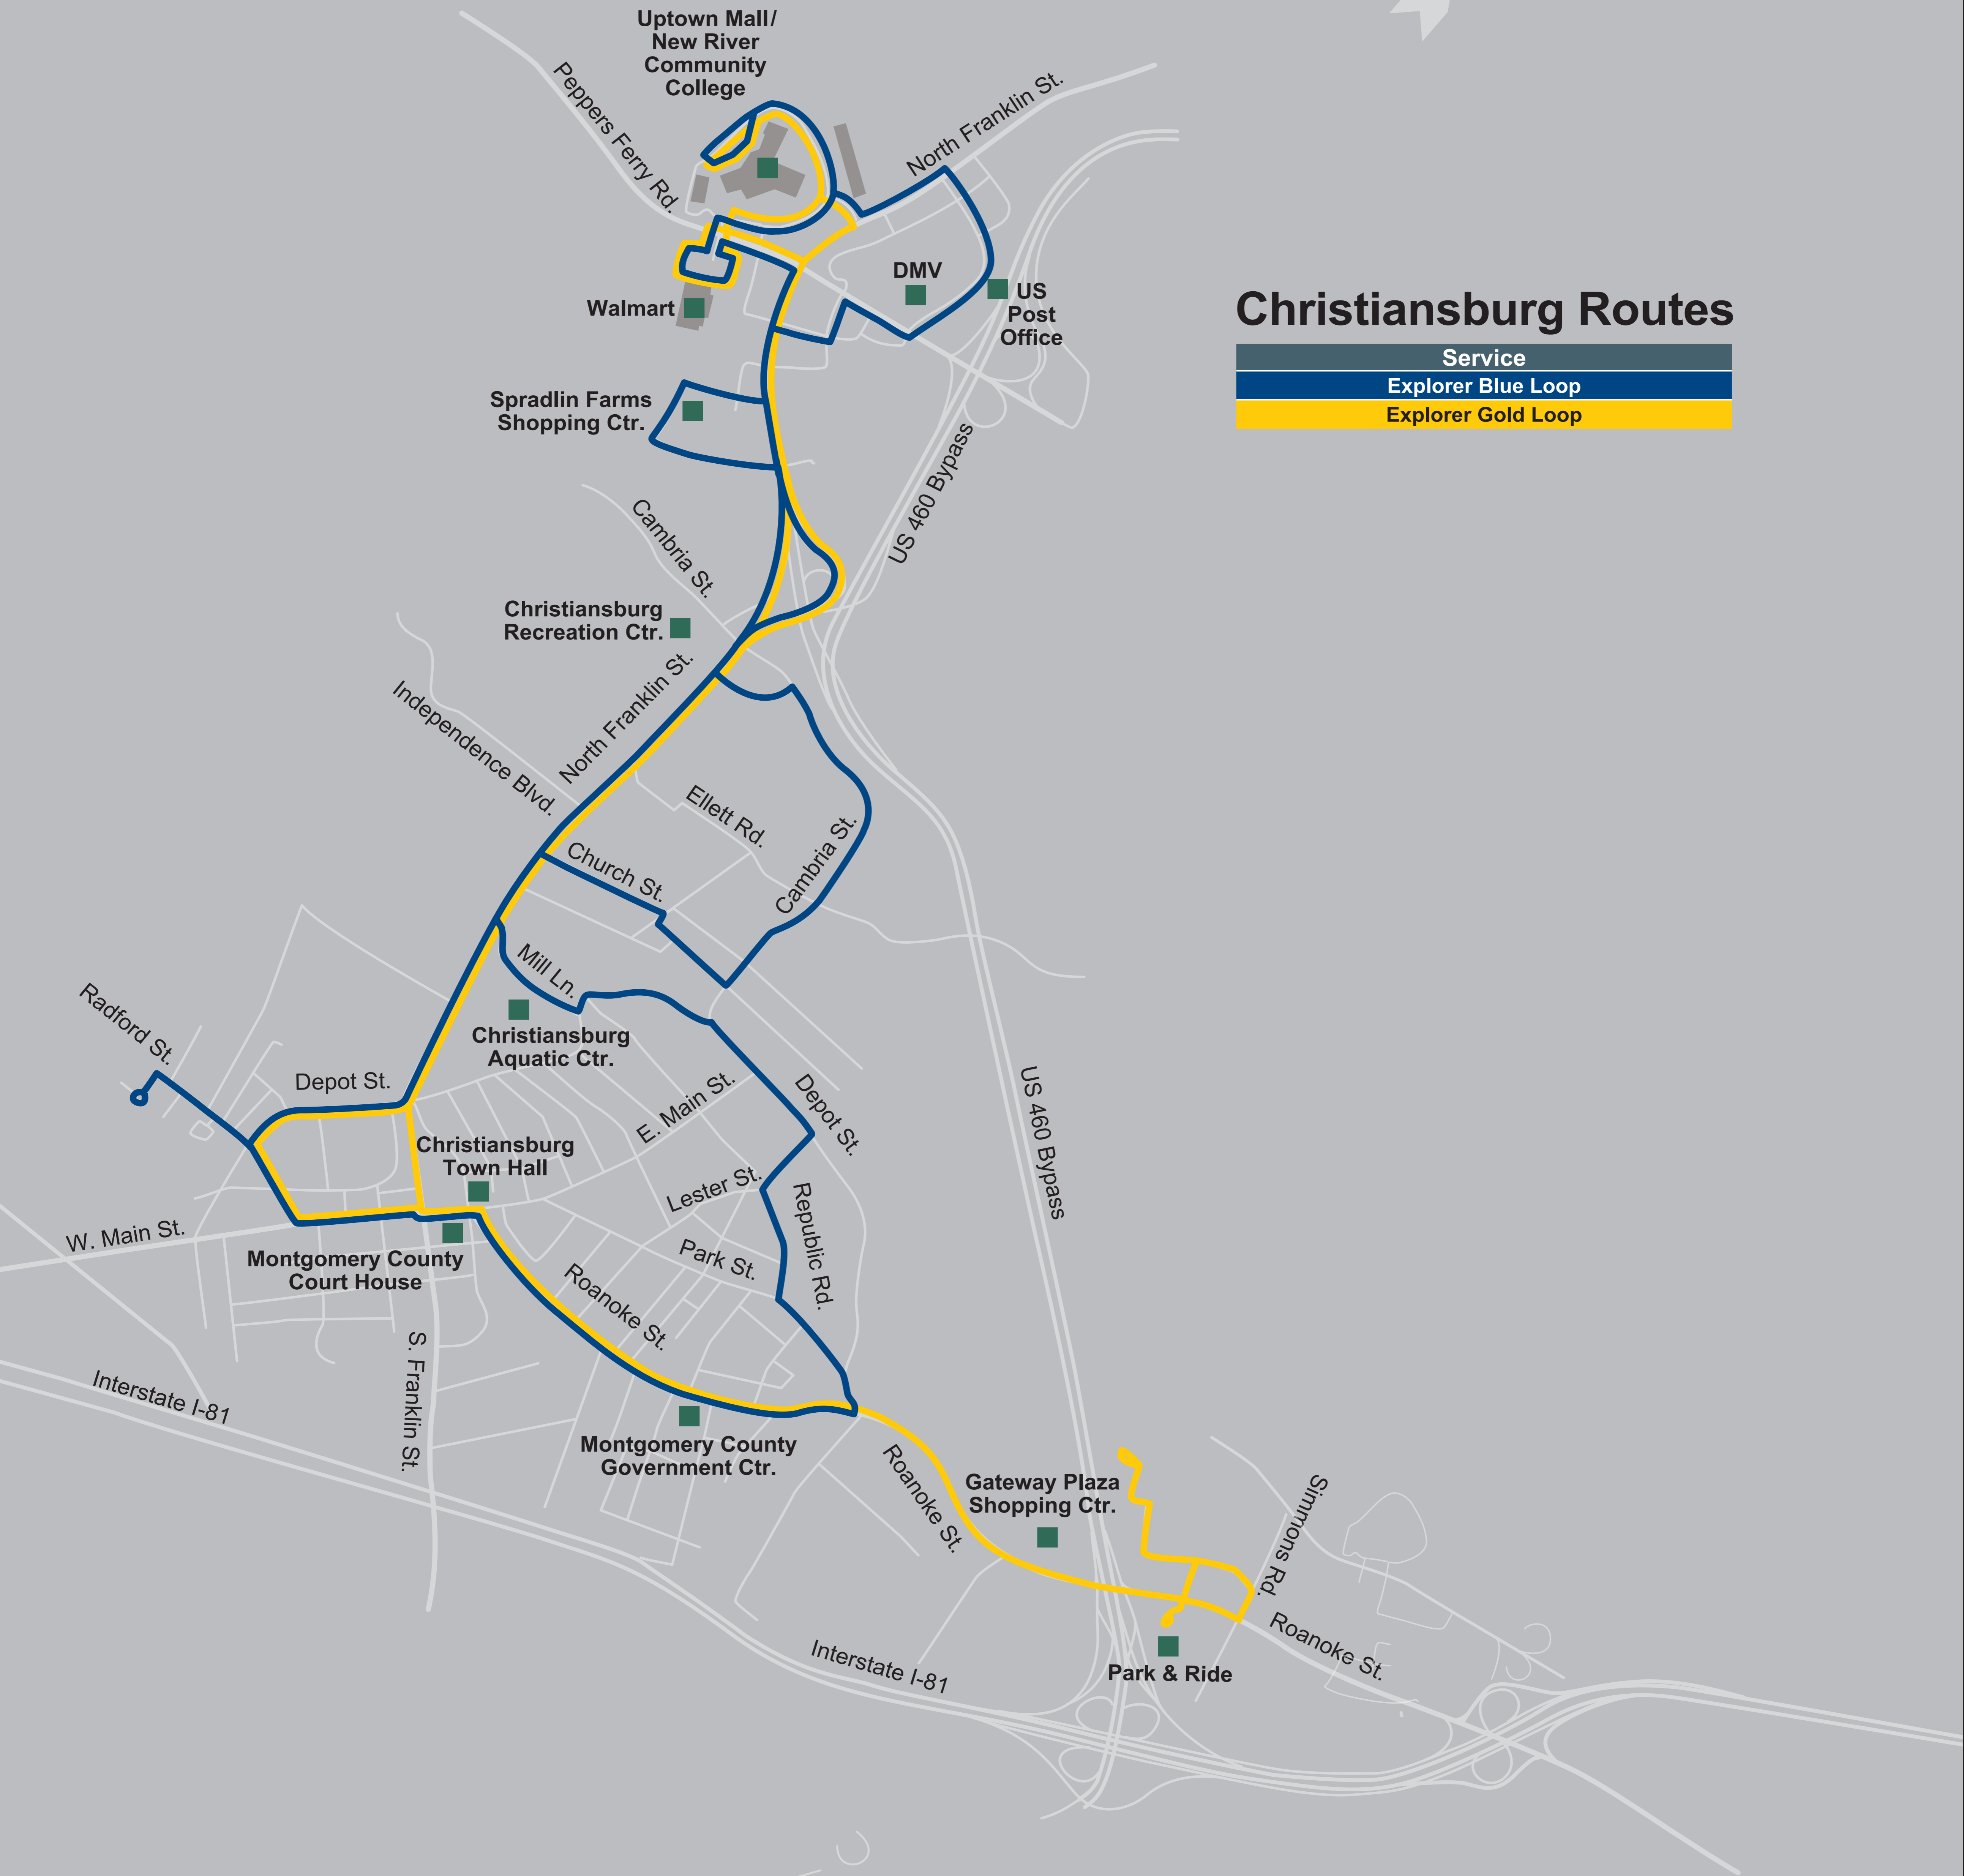 Uptown Mall/
New River
Community
College
Peppers Ferry Rd.
North Franklin St.
DMV
US
Post
Office
Walmart
Christiansburg Routes
Service
Explorer Blue Loop
Explorer Gold Loop
Spradlin Farms
Shopping Ctr.
US 460 Bypass
Cambria St.
Christiansburg
Recreation Ctr.
North Franklin St.
Independence Blvd.
Ellett Rd.
Church St.
Cambria St.
Mill Ln.
Radford St.
Christiansburg
Aquatic Ctr.
Depot St.
E. Main St.
Depot St.
US 460 Bypass
Christiansburg
Town Hall
Lester St.
Republic Rd.
W. Main St.
Montgomery County
Court House
Park St.
Roanoke St.
S. Franklin St.
Interstate I-81
Montgomery County
Government Ctr.
Roanoke St.
Gateway Plaza
Shopping Ctr.
Simmons Rd.
Roanoke St.
Park & Ride
Interstate I-81